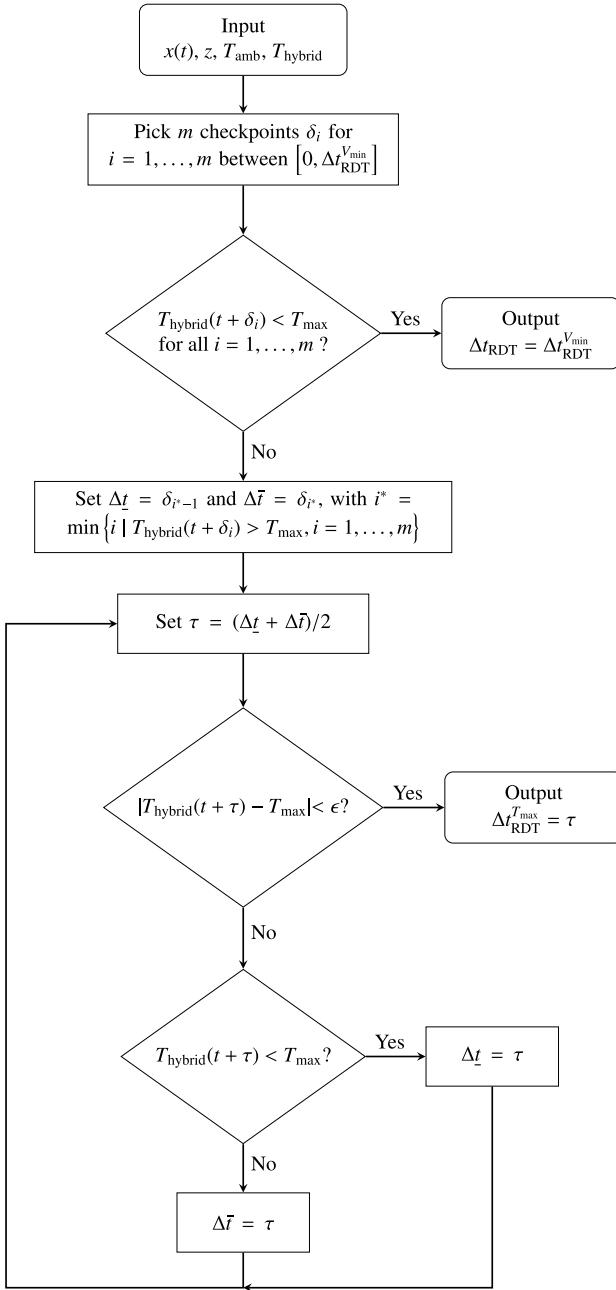 Input
x(t), z, T_amb, T_hybrid
Pick m checkpoints δ_i for
i = 1, . . . , m between [0, Δt_RDT^{V_min}]
T_hybrid(t + δ_i) < T_max
for all i = 1, . . . , m ?
Yes
Output
Δt_RDT = Δt_RDT^{V_min}
No
Set Δt̲ = δ_{i*−1} and Δt̄ = δ_{i*}, with i* =
min{i | T_hybrid(t + δ_i) > T_max, i = 1, . . . , m}
Set τ = (Δt̲ + Δt̄)/2
|T_hybrid(t + τ) − T_max| < ϵ?
Yes
Output
Δt_RDT^{T_max} = τ
No
T_hybrid(t + τ) < T_max?
Yes
Δt̲ = τ
No
Δt̄ = τ